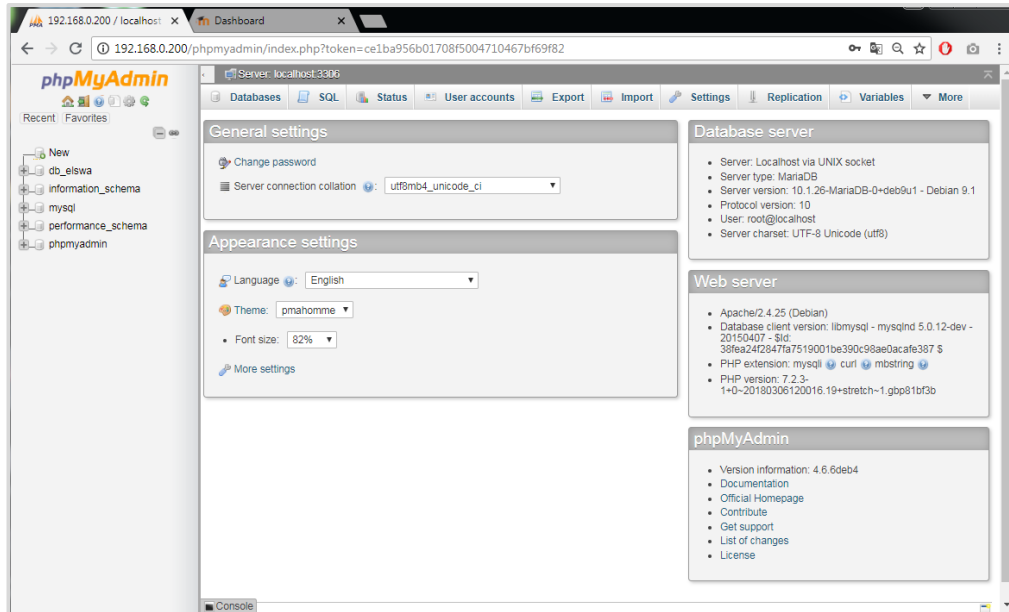 192.168.0.200 / localhost
Dashboard
192.168.0.200/phpmyadmin/index.php?token=ce1ba956b01708f5004710467bf69f82
phpMyAdmin
Recent Favorites
New
db_elswa
information_schema
mysql
performance_schema
phpmyadmin
Server: localhost:3306
Databases SQL Status User accounts Export Import Settings Replication Variables More
General settings
Change password
Server connection collation : utf8mb4_unicode_ci
Appearance settings
Language : English
Theme: pmahomme
Font size: 82%
More settings
Database server
Server: Localhost via UNIX socket
Server type: MariaDB
Server version: 10.1.26-MariaDB-0+deb9u1 - Debian 9.1
Protocol version: 10
User: root@localhost
Server charset: UTF-8 Unicode (utf8)
Web server
Apache/2.4.25 (Debian)
Database client version: libmysql - mysqlnd 5.0.12-dev -
20150407 - $Id:
38fea24f2847fa7519001be390c98ae0acafe387 $
PHP extension: mysqli curl mbstring
PHP version: 7.2.3-
1+0~20180306120016.19+stretch~1.gbp81bf3b
phpMyAdmin
Version information: 4.6.6deb4
Documentation
Official Homepage
Contribute
Get support
List of changes
License
Console